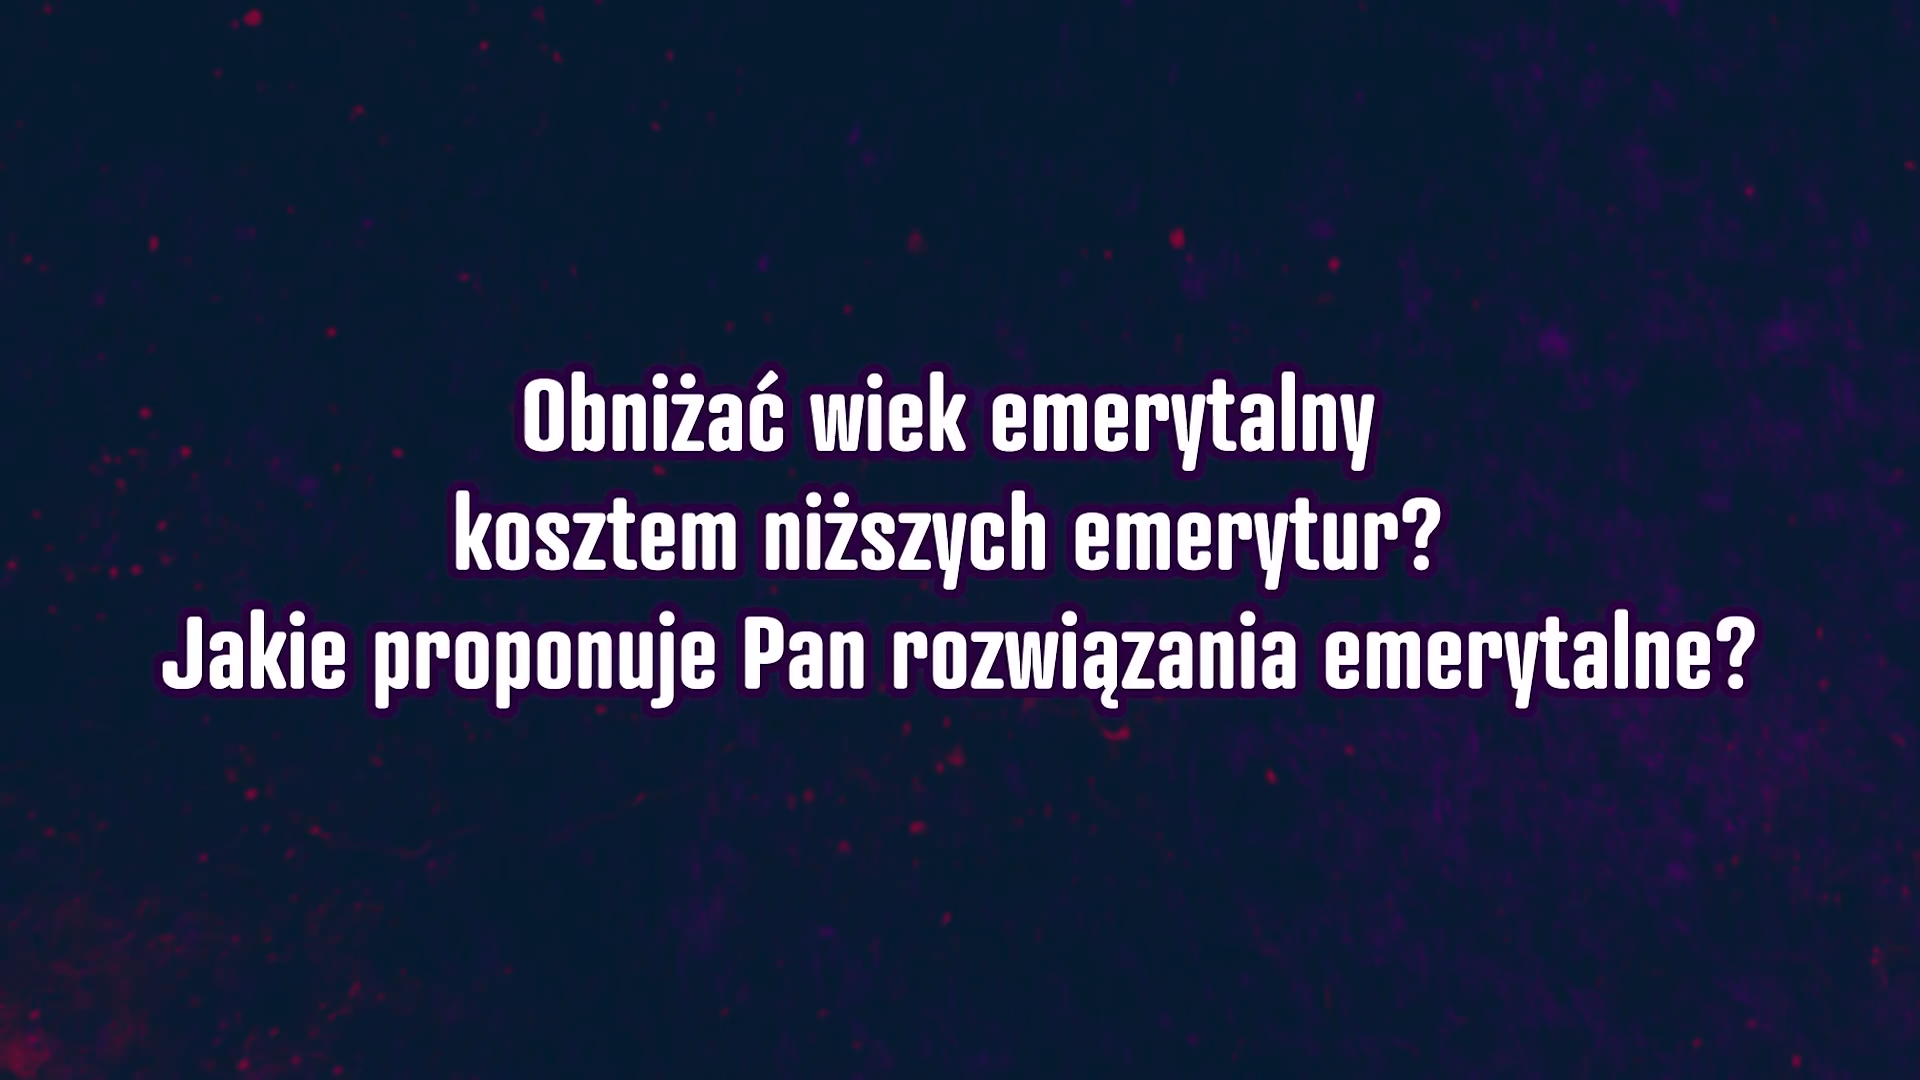 Obniżać wiek emerytalny
kosztem niższych emerytur?
Jakie proponuje Pan rozwiązania emerytalne?